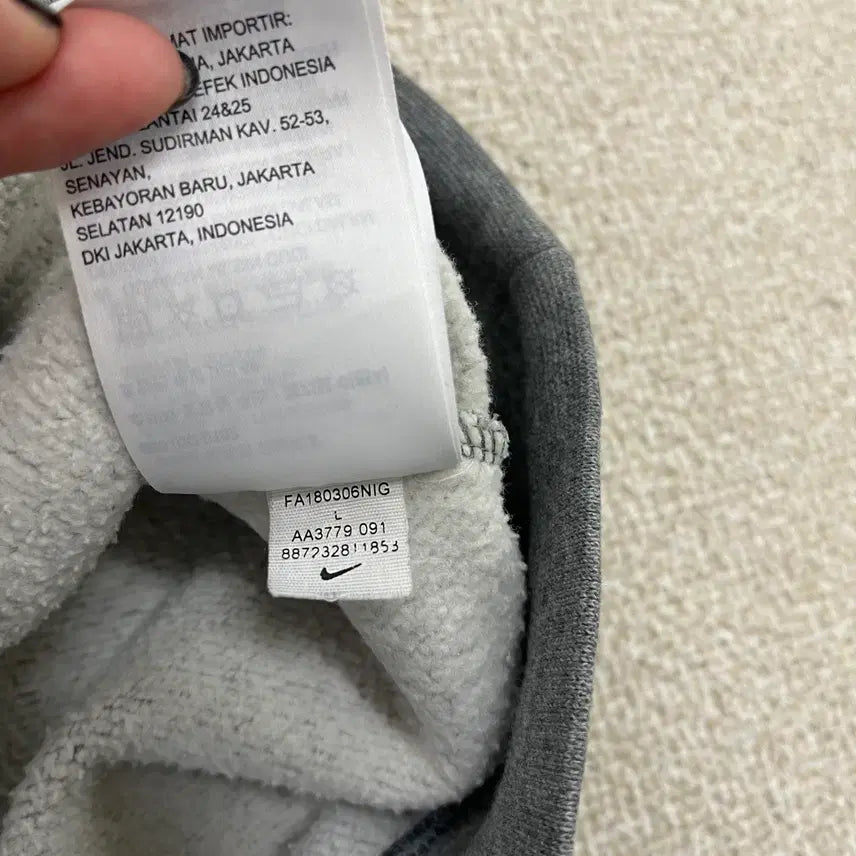 MAT IMPORTIR:
JAKARTA
EFEK INDONESIA
LANTAI 24&25
JL. JEND. SUDIRMAN KAV. 52-53,
SENAYAN,
KEBAYORAN BARU, JAKARTA
SELATAN 12190
DKI JAKARTA, INDONESIA
FA180306NIG
L
AA3779 091
887232811853